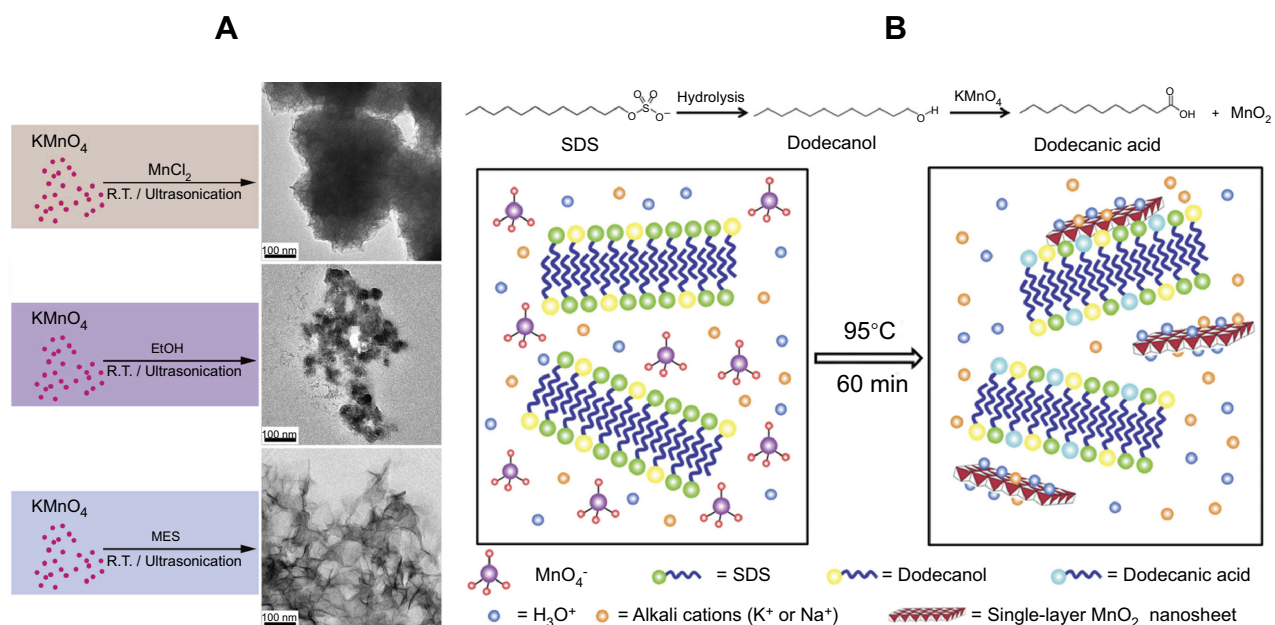 A
B
KMnO₄
MnCl₂
R.T. / Ultrasonication
100 nm
KMnO₄
EtOH
R.T. / Ultrasonication
100 nm
KMnO₄
MES
R.T. / Ultrasonication
100 nm
O O
S
O O⁻
Hydrolysis
O H
KMnO₄
O
OH
+ MnO₂
SDS
Dodecanol
Dodecanic acid
95°C
60 min
MnO₄⁻
= SDS
= Dodecanol
= Dodecanic acid
= H₃O⁺
= Alkali cations (K⁺ or Na⁺)
= Single-layer MnO₂ nanosheet